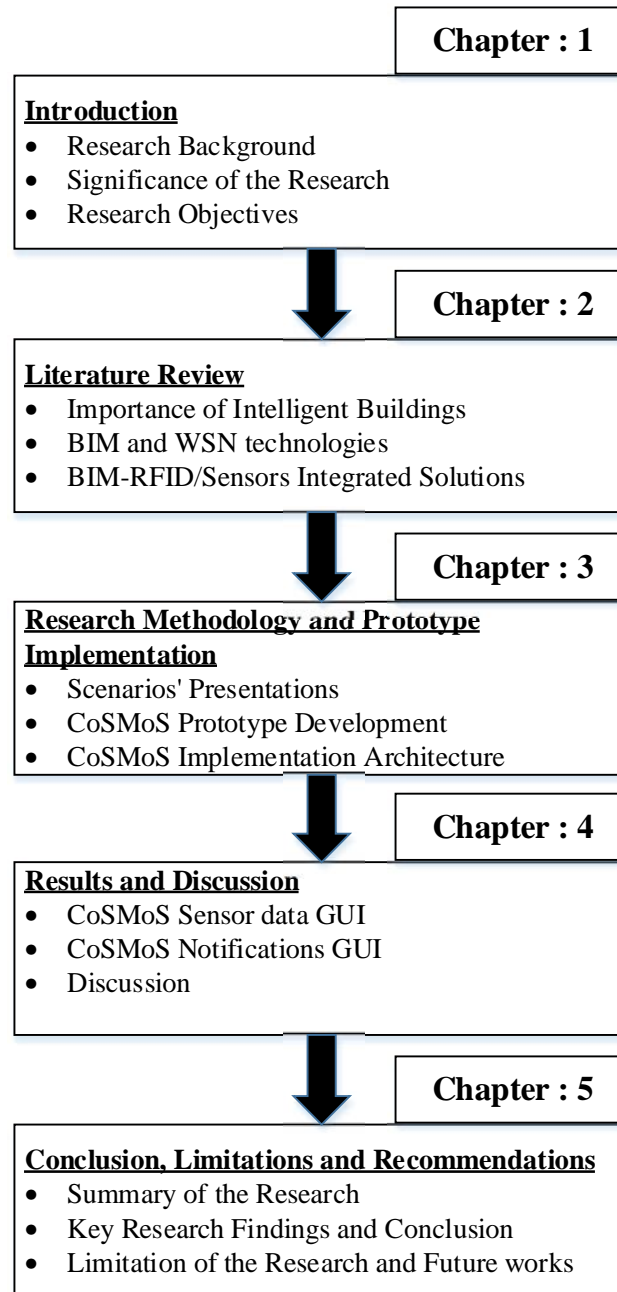 Chapter : 1
Introduction
• Research Background
• Significance of the Research
• Research Objectives
Chapter : 2
Literature Review
• Importance of Intelligent Buildings
• BIM and WSN technologies
• BIM-RFID/Sensors Integrated Solutions
Chapter : 3
Research Methodology and Prototype
Implementation
• Scenarios' Presentations
• CoSMoS Prototype Development
• CoSMoS Implementation Architecture
Chapter : 4
Results and Discussion
• CoSMoS Sensor data GUI
• CoSMoS Notifications GUI
• Discussion
Chapter : 5
Conclusion, Limitations and Recommendations
• Summary of the Research
• Key Research Findings and Conclusion
• Limitation of the Research and Future works